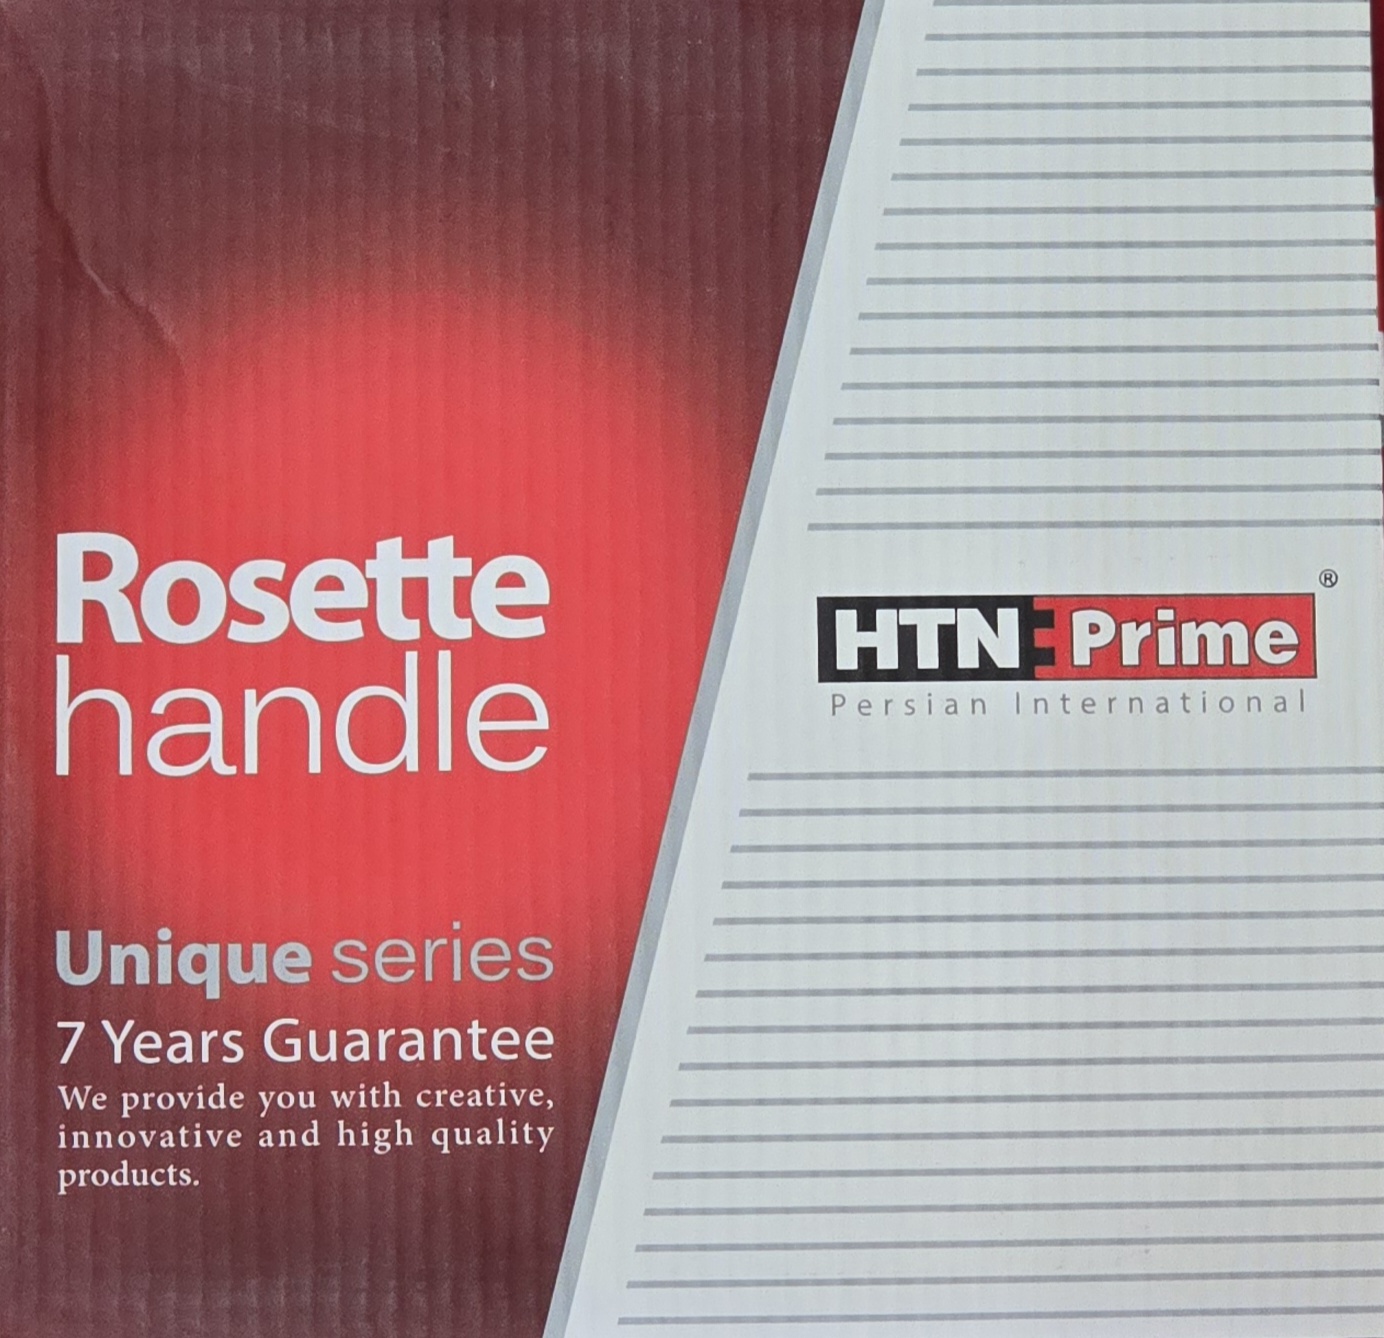 Rosette
handle
Unique series
7 Years Guarantee
We provide you with creative,
innovative and high quality
products.
HTN Prime ®
Persian International